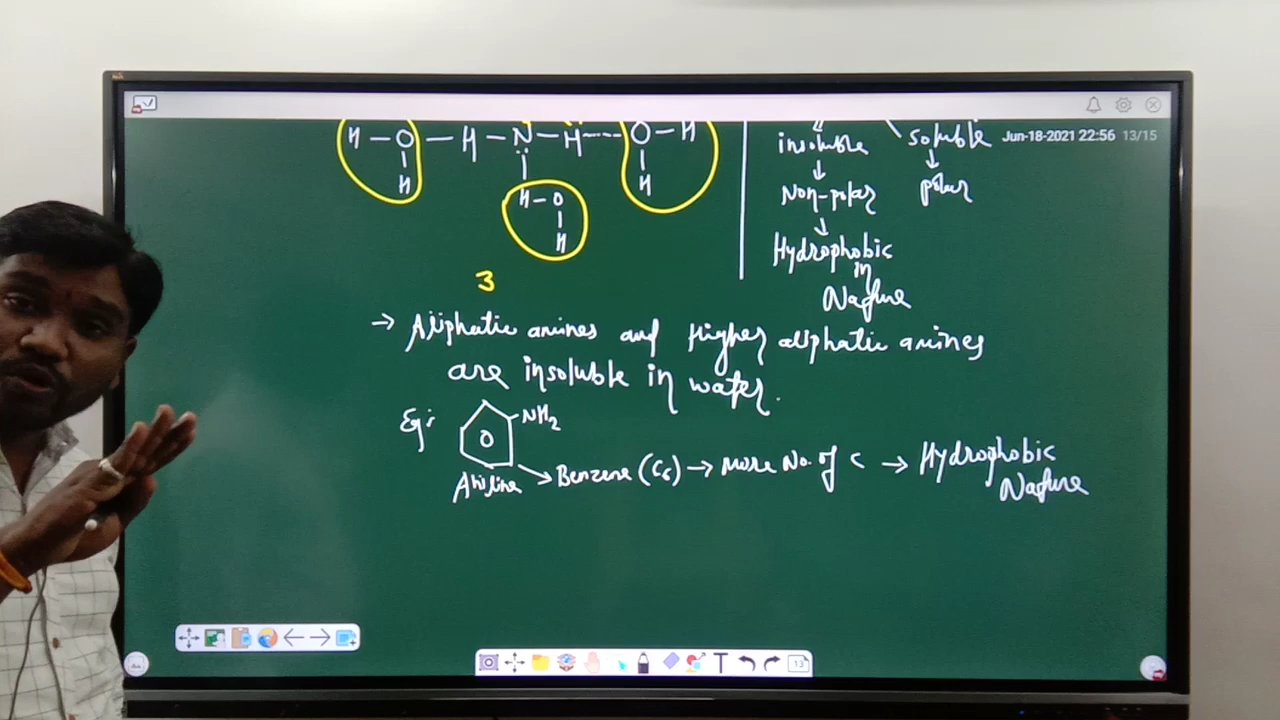 Jun-18-2021 22:56 13/15
H - O - H - N - H ---- O - H
H
H
H - O
H
3
insoluble
↓
Non-polar
↓
Hydrophobic
in
Nature
soluble
↓
polar
→ Aliphatic amines and Higher aliphatic amines
are insoluble in water.
Eg:
NH2
Aniline → Benzene (C6) → More No. of C → Hydrophobic
Nature
T
13